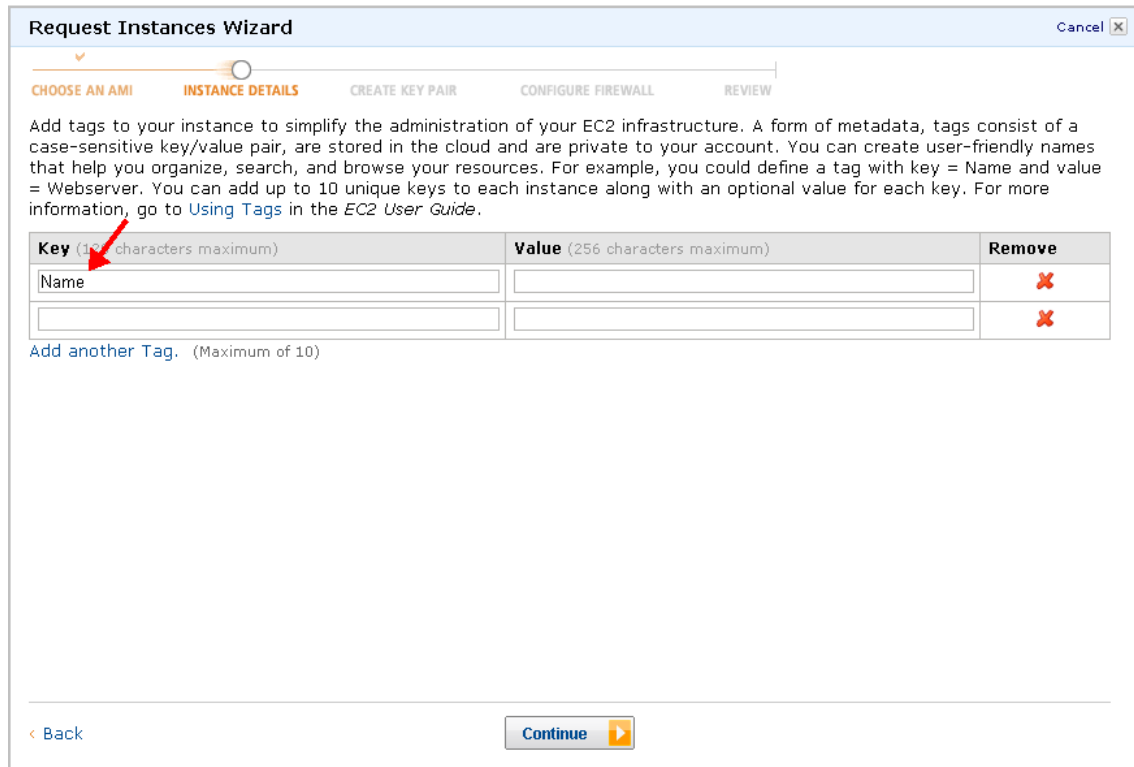 Request Instances Wizard
Cancel
CHOOSE AN AMI INSTANCE DETAILS CREATE KEY PAIR CONFIGURE FIREWALL REVIEW
Add tags to your instance to simplify the administration of your EC2 infrastructure. A form of metadata, tags consist of a
case-sensitive key/value pair, are stored in the cloud and are private to your account. You can create user-friendly names
that help you organize, search, and browse your resources. For example, you could define a tag with key = Name and value
= Webserver. You can add up to 10 unique keys to each instance along with an optional value for each key. For more
information, go to Using Tags in the EC2 User Guide.
Key characters maximum) Value (256 characters maximum) Remove
Name
Add another Tag. (Maximum of 10)
< Back Continue